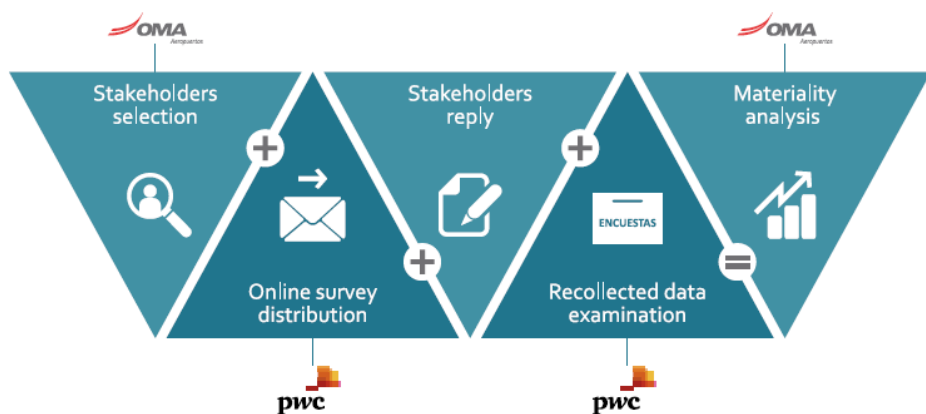 OMA
Aeropuertos
OMA
Aeropuertos
Stakeholders
selection
Stakeholders
reply
Materiality
analysis
ENCUESTAS
Online survey
distribution
Recollected data
examination
pwc
pwc